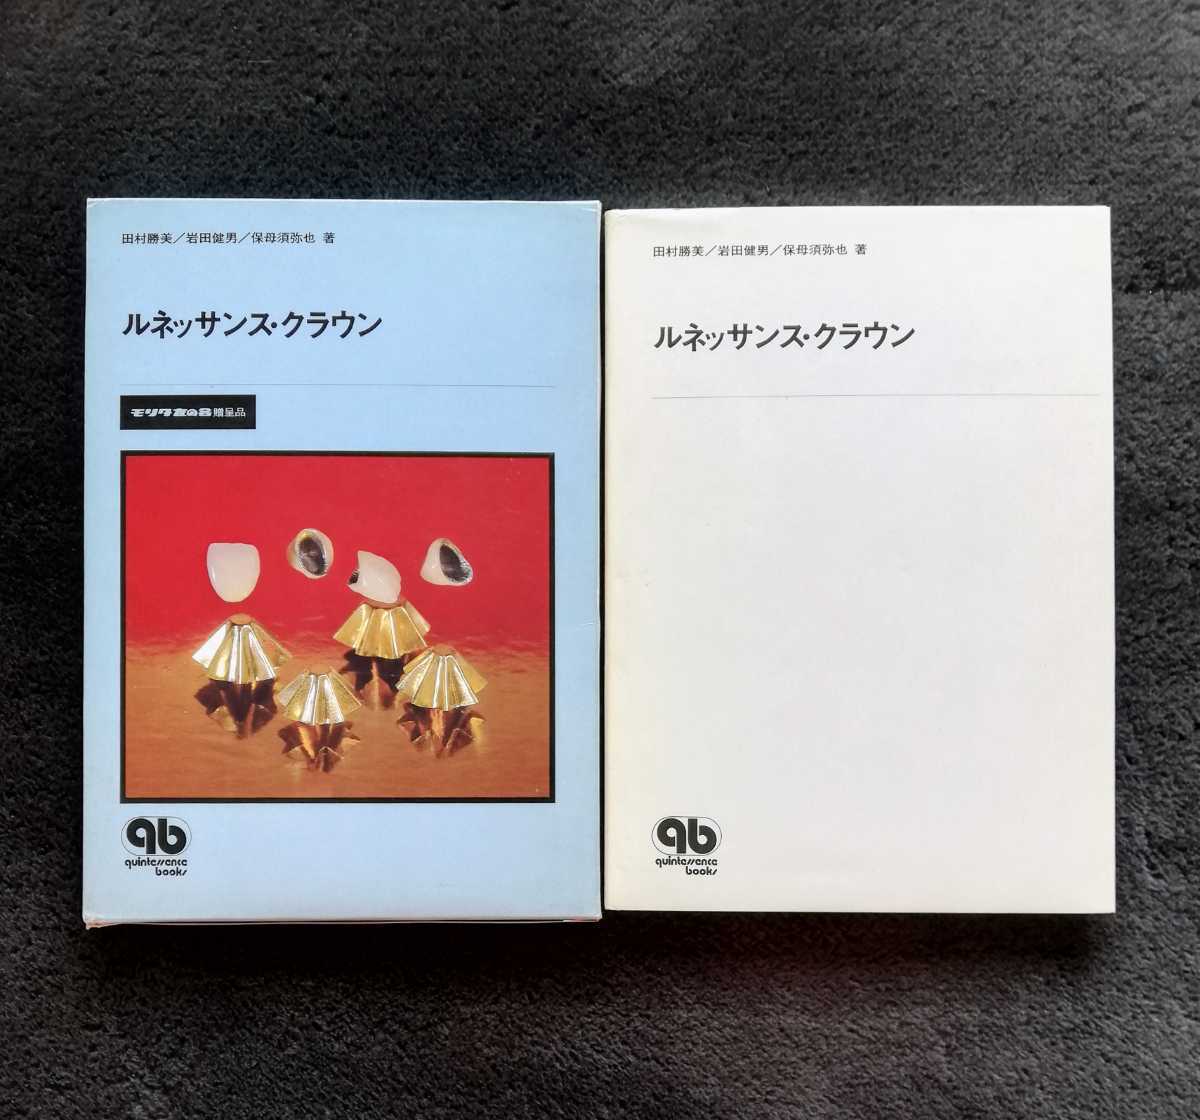 田村勝美／岩田健男／保母須弥也 著
ルネッサンス・クラウン
モリタ友の会贈呈品
qb
quintessence
books
田村勝美／岩田健男／保母須弥也 著
ルネッサンス・クラウン
qb
quintessence
books